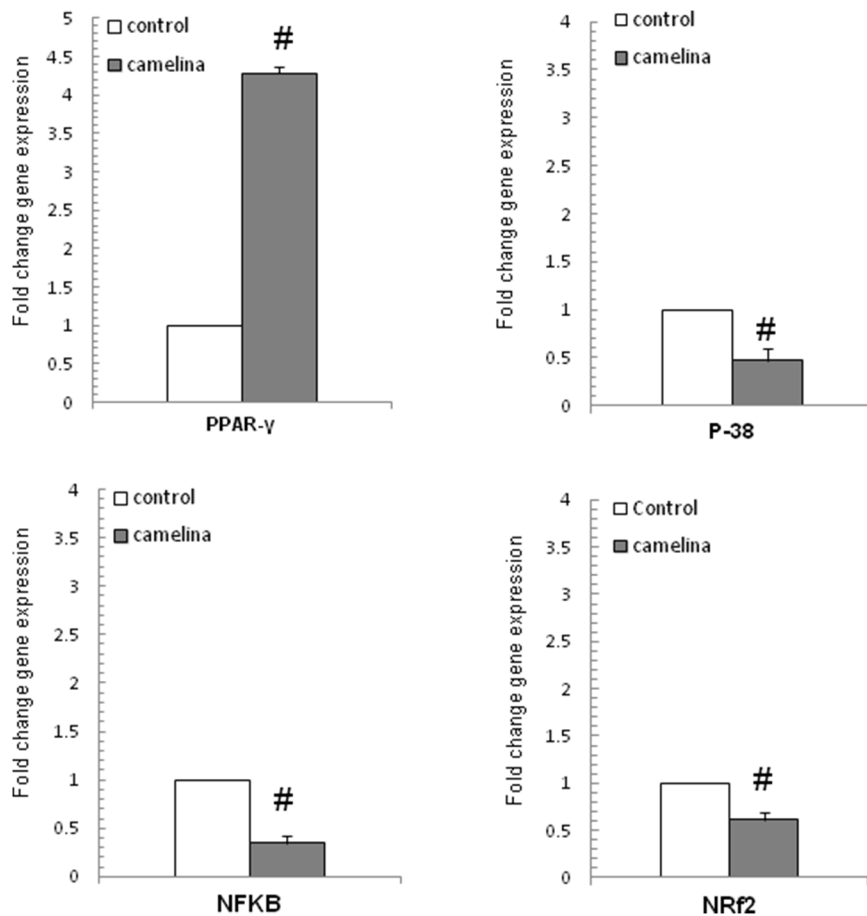 control
camelina
#
Fold change gene expression
5
4.5
4
3.5
3
2.5
2
1.5
1
0.5
0
PPAR-γ
control
camelina
#
Fold change gene expression
4
3.5
3
2.5
2
1.5
1
0.5
0
P-38
control
camelina
#
Fold change gene expression
4
3.5
3
2.5
2
1.5
1
0.5
0
NFKB
Control
camelina
#
Fold change gene expression
4
3.5
3
2.5
2
1.5
1
0.5
0
NRf2